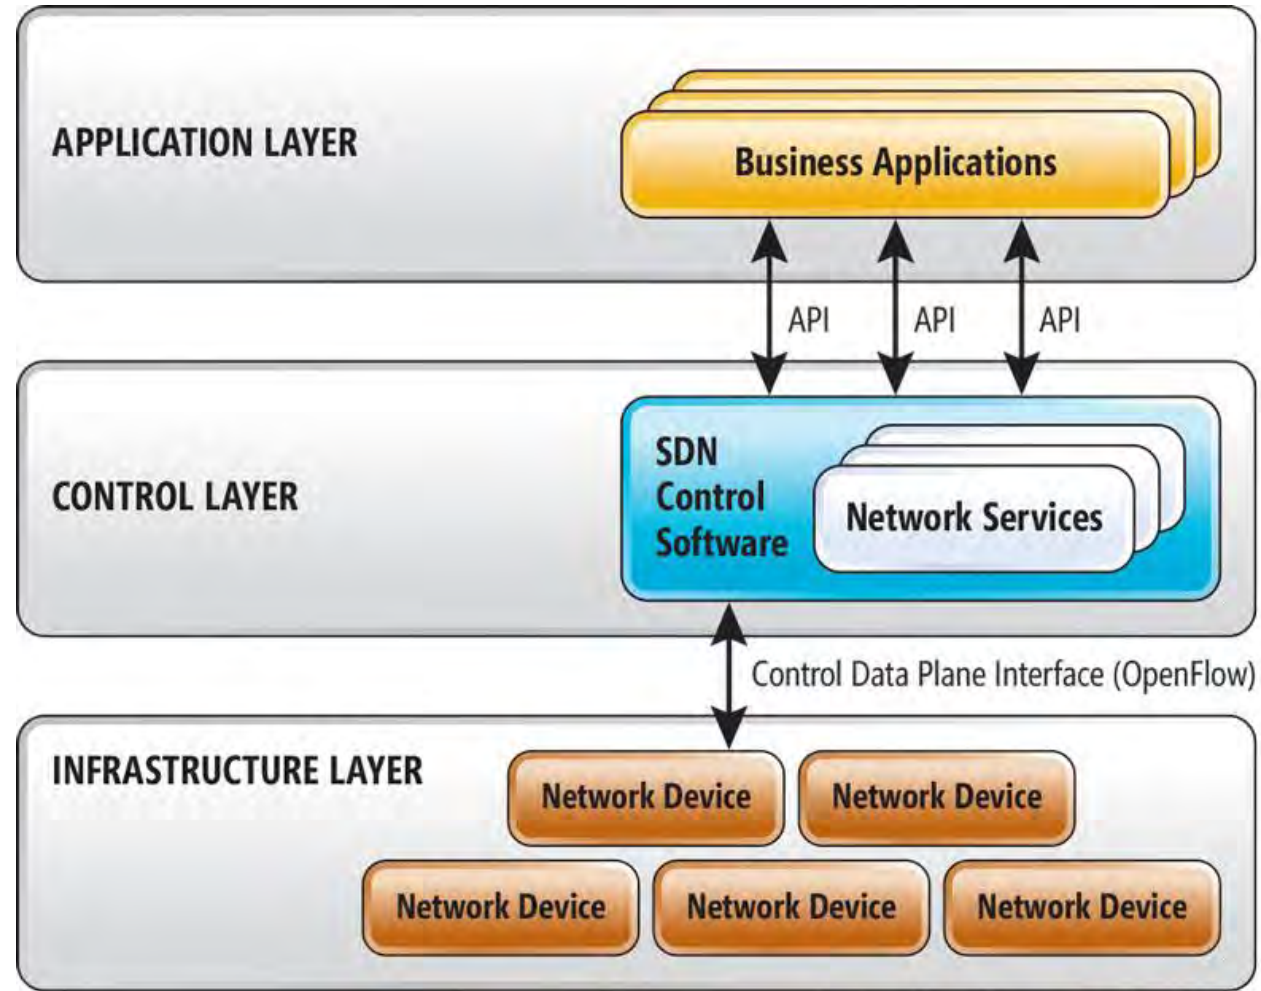 APPLICATION LAYER
Business Applications
API
API
API
CONTROL LAYER
SDN
Control
Software
Network Services
Control Data Plane Interface (OpenFlow)
INFRASTRUCTURE LAYER
Network Device
Network Device
Network Device
Network Device
Network Device